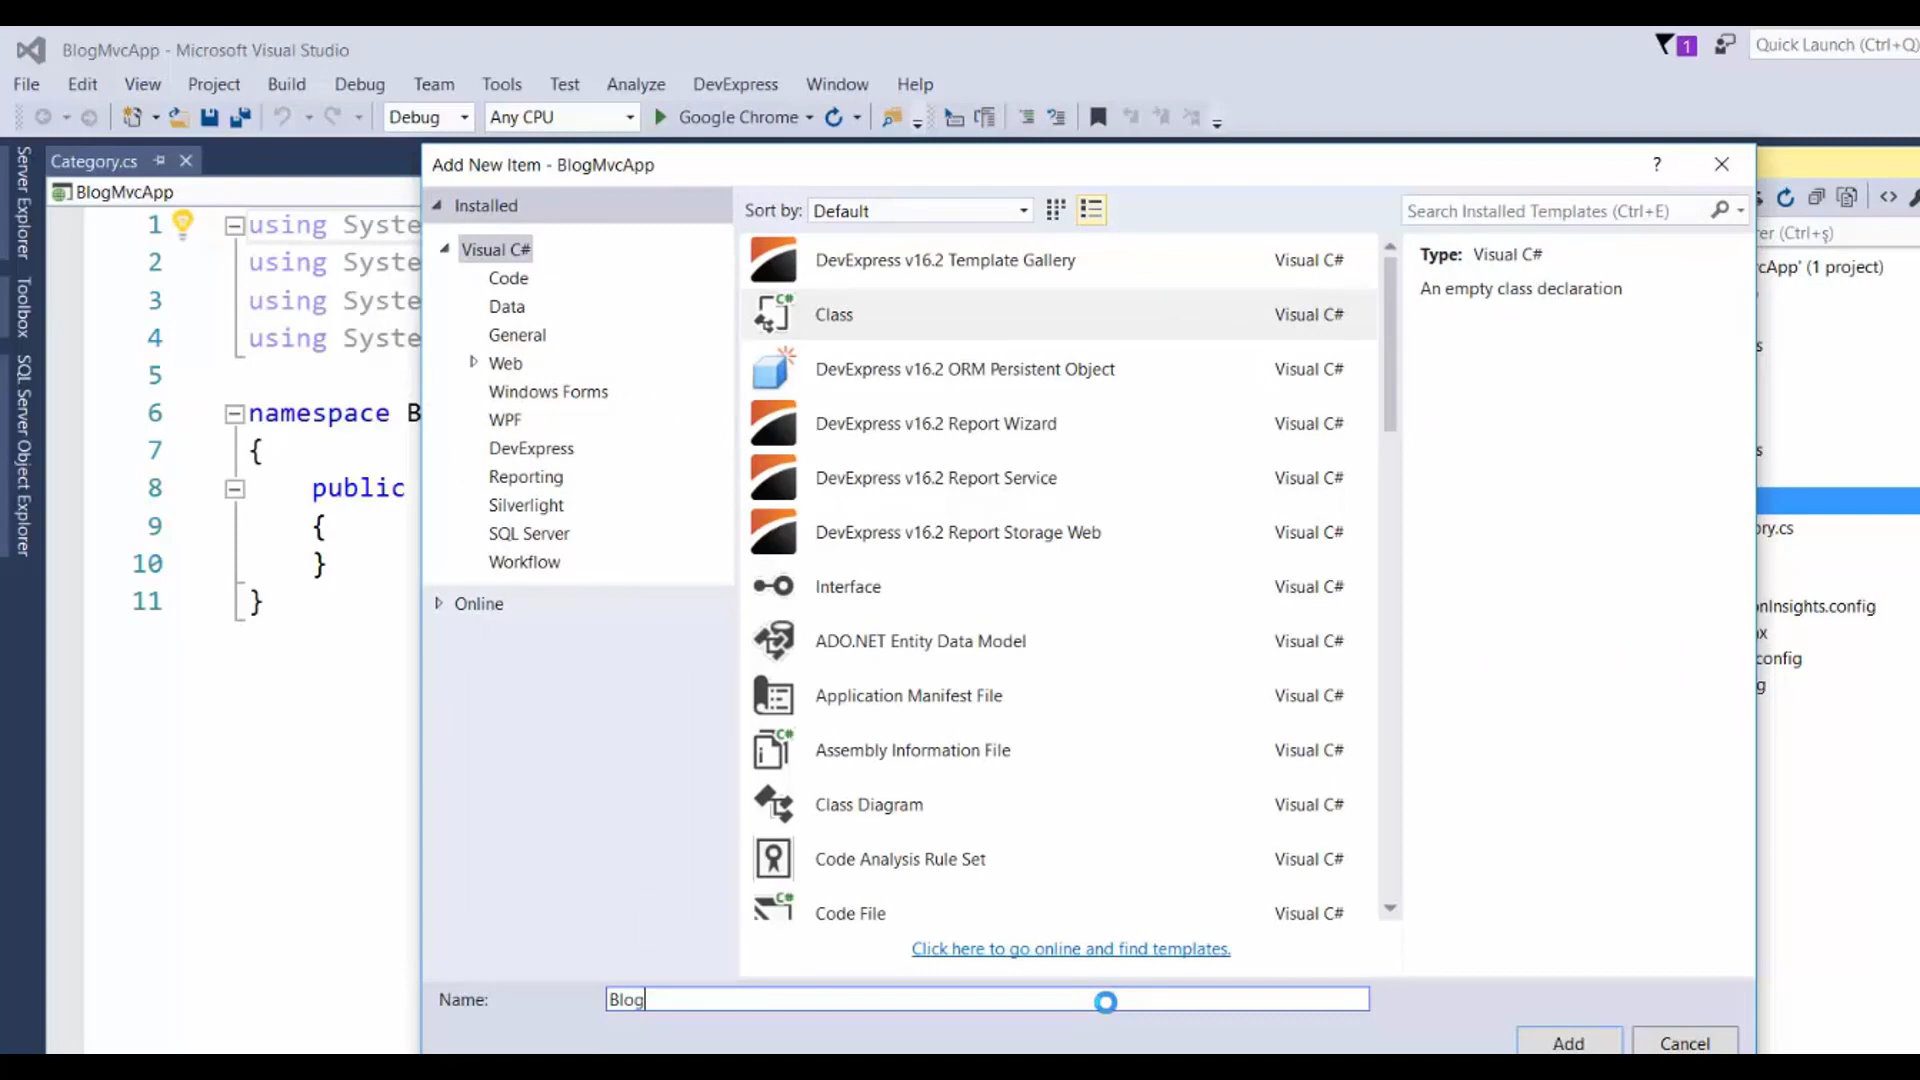 BlogMvcApp - Microsoft Visual Studio
1
Quick Launch (Ctrl+Q)
File Edit View Project Build Debug Team Tools Test Analyze DevExpress Window Help
Debug Any CPU Google Chrome
Server Explorer
Toolbox
SQL Server Object Explorer
Category.cs
BlogMvcApp
1 using Syste
2 using Syste
3 using Syste
4 using Syste
5
6 namespace B
7 {
8 public
9 {
10 }
11 }
Add New Item - BlogMvcApp
?
Installed
Visual C#
Code
Data
General
Web
Windows Forms
WPF
DevExpress
Reporting
Silverlight
SQL Server
Workflow
Online
Sort by: Default
Search Installed Templates (Ctrl+E)
DevExpress v16.2 Template Gallery Visual C#
Class Visual C#
DevExpress v16.2 ORM Persistent Object Visual C#
DevExpress v16.2 Report Wizard Visual C#
DevExpress v16.2 Report Service Visual C#
DevExpress v16.2 Report Storage Web Visual C#
Interface Visual C#
ADO.NET Entity Data Model Visual C#
Application Manifest File Visual C#
Assembly Information File Visual C#
Class Diagram Visual C#
Code Analysis Rule Set Visual C#
Code File Visual C#
Click here to go online and find templates.
Type: Visual C#
An empty class declaration
Name: Blog
Add Cancel
er (Ctrl+ş)
cApp' (1 project)
s
s
ory.cs
onInsights.config
ax
config
g